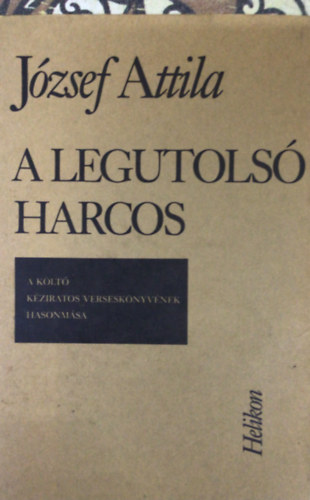 József Attila
A LEGUTOLSÓ
HARCOS
A KÖLTŐ
KÉZIRATOS VERSESKÖNYVÉNEK
HASONMÁSA
Helikon